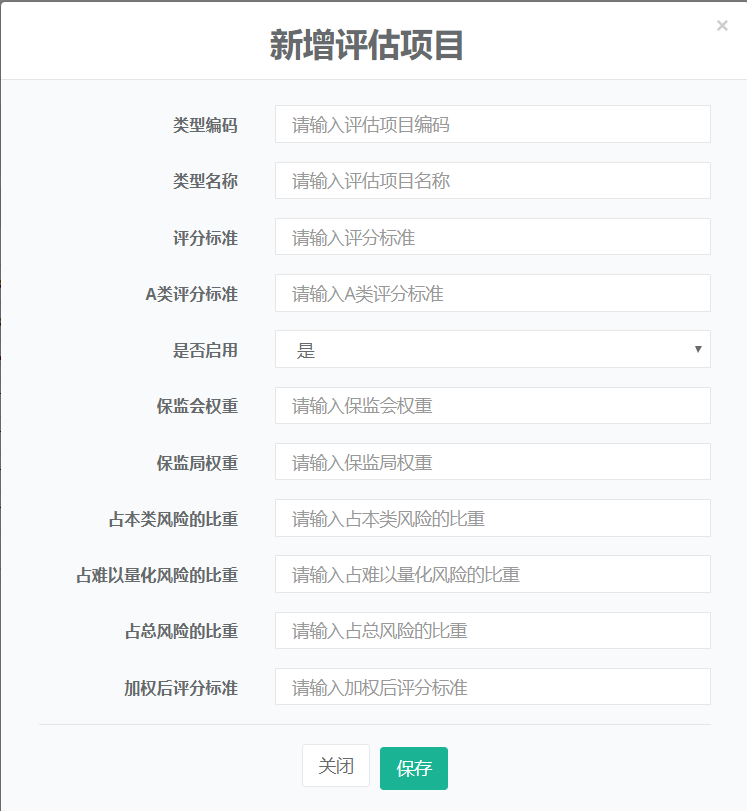 新增评估项目
×
类型编码 请输入评估项目编码
类型名称 请输入评估项目名称
评分标准 请输入评分标准
A类评分标准 请输入A类评分标准
是否启用 是
保监会权重 请输入保监会权重
保监局权重 请输入保监局权重
占本类风险的比重 请输入占本类风险的比重
占难以量化风险的比重 请输入占难以量化风险的比重
占总风险的比重 请输入占总风险的比重
加权后评分标准 请输入加权后评分标准
关闭 保存